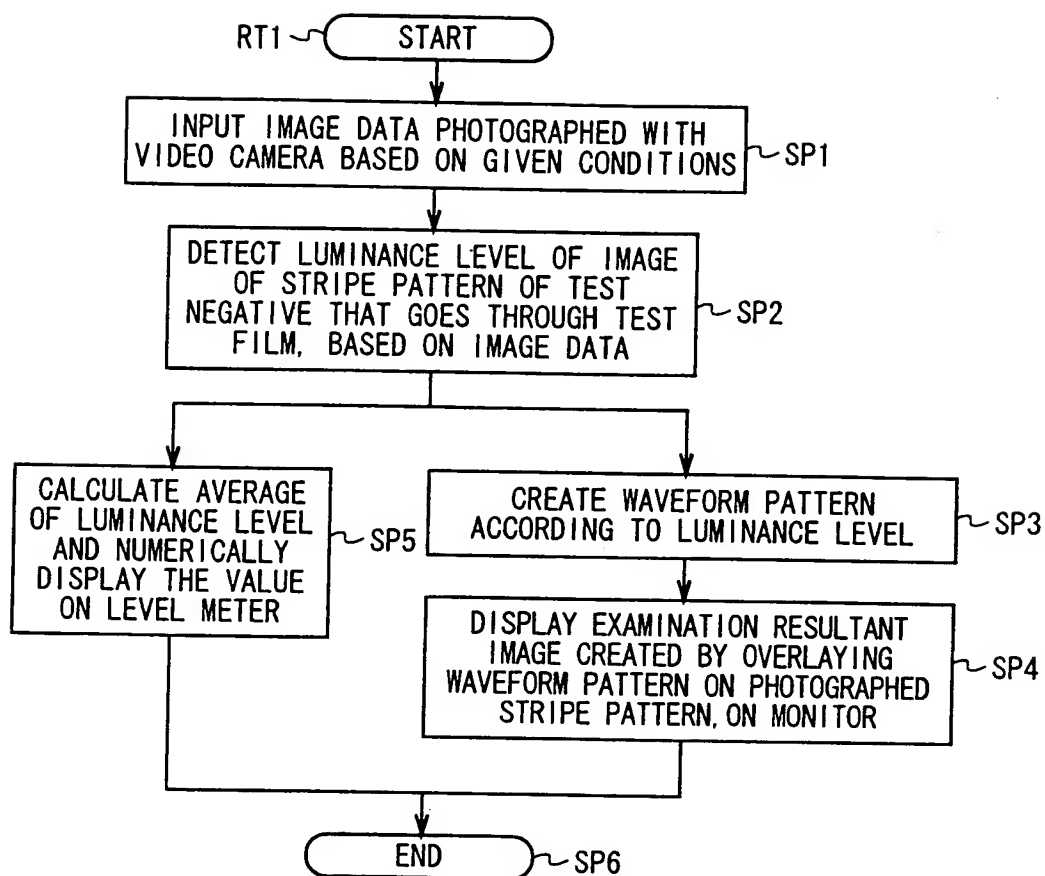 RT1
START
INPUT IMAGE DATA PHOTOGRAPHED WITH
VIDEO CAMERA BASED ON GIVEN CONDITIONS
SP1
DETECT LUMINANCE LEVEL OF IMAGE
OF STRIPE PATTERN OF TEST
NEGATIVE THAT GOES THROUGH TEST
FILM, BASED ON IMAGE DATA
SP2
CALCULATE AVERAGE
OF LUMINANCE LEVEL
AND NUMERICALLY
DISPLAY THE VALUE
ON LEVEL METER
SP5
CREATE WAVEFORM PATTERN
ACCORDING TO LUMINANCE LEVEL
SP3
DISPLAY EXAMINATION RESULTANT
IMAGE CREATED BY OVERLAYING
WAVEFORM PATTERN ON PHOTOGRAPHED
STRIPE PATTERN, ON MONITOR
SP4
END
SP6